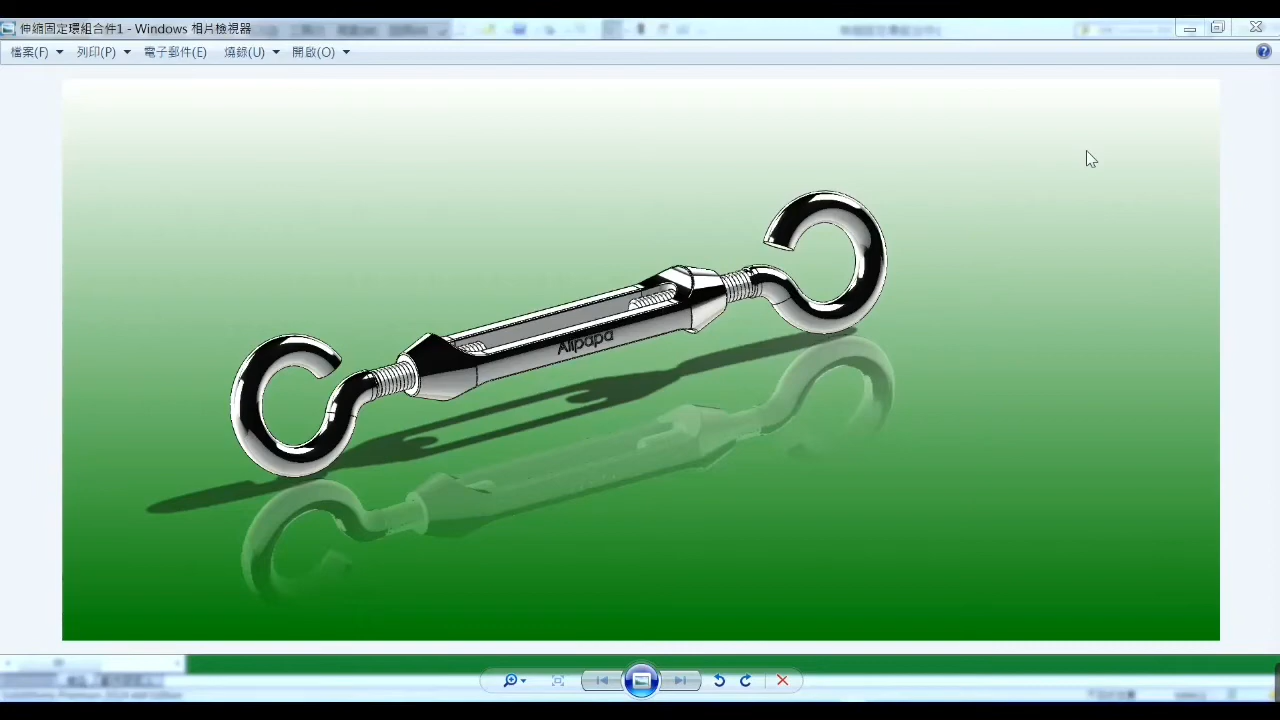 伸縮固定環組合件1 - Windows 相片檢視器
檔案(F) 列印(P) 電子郵件(E) 燒錄(U) 開啟(O)
Alipapa